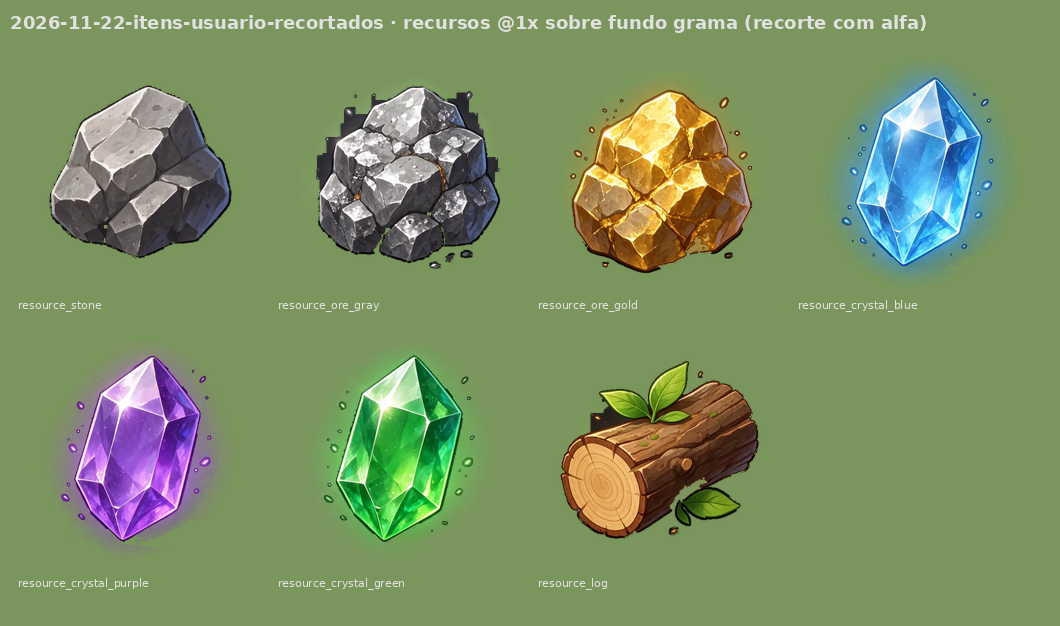 2026-11-22-itens-usuario-recortados · recursos @1x sobre fundo grama (recorte com alfa)
resource_stone
resource_ore_gray
resource_ore_gold
resource_crystal_blue
resource_crystal_purple
resource_crystal_green
resource_log